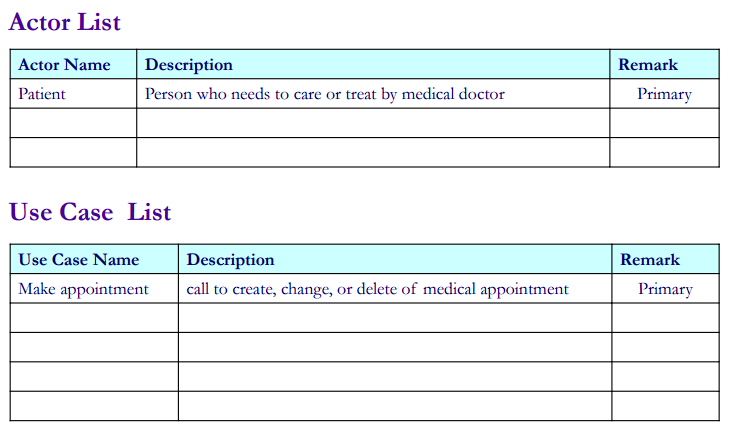 Actor List
Actor Name Description Remark
Patient Person who needs to care or treat by medical doctor Primary
Use Case List
Use Case Name Description Remark
Make appointment call to create, change, or delete of medical appointment Primary